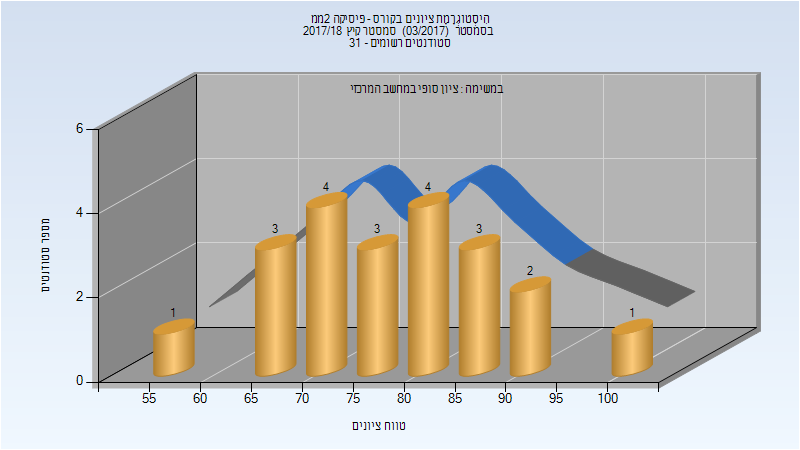 היסטוגרמת ציונים בקורס - פיסיקה 2ממ
בסמסטר (03/2017) סמסטר קיץ 2017/18
סטודנטים רשומים - 31
במשימה : ציון סופי במחשב המרכזי
מספר סטודנטים
6
4
2
0
1
3
4
3
4
3
2
1
55 60 65 70 75 80 85 90 95 100
טווח ציונים